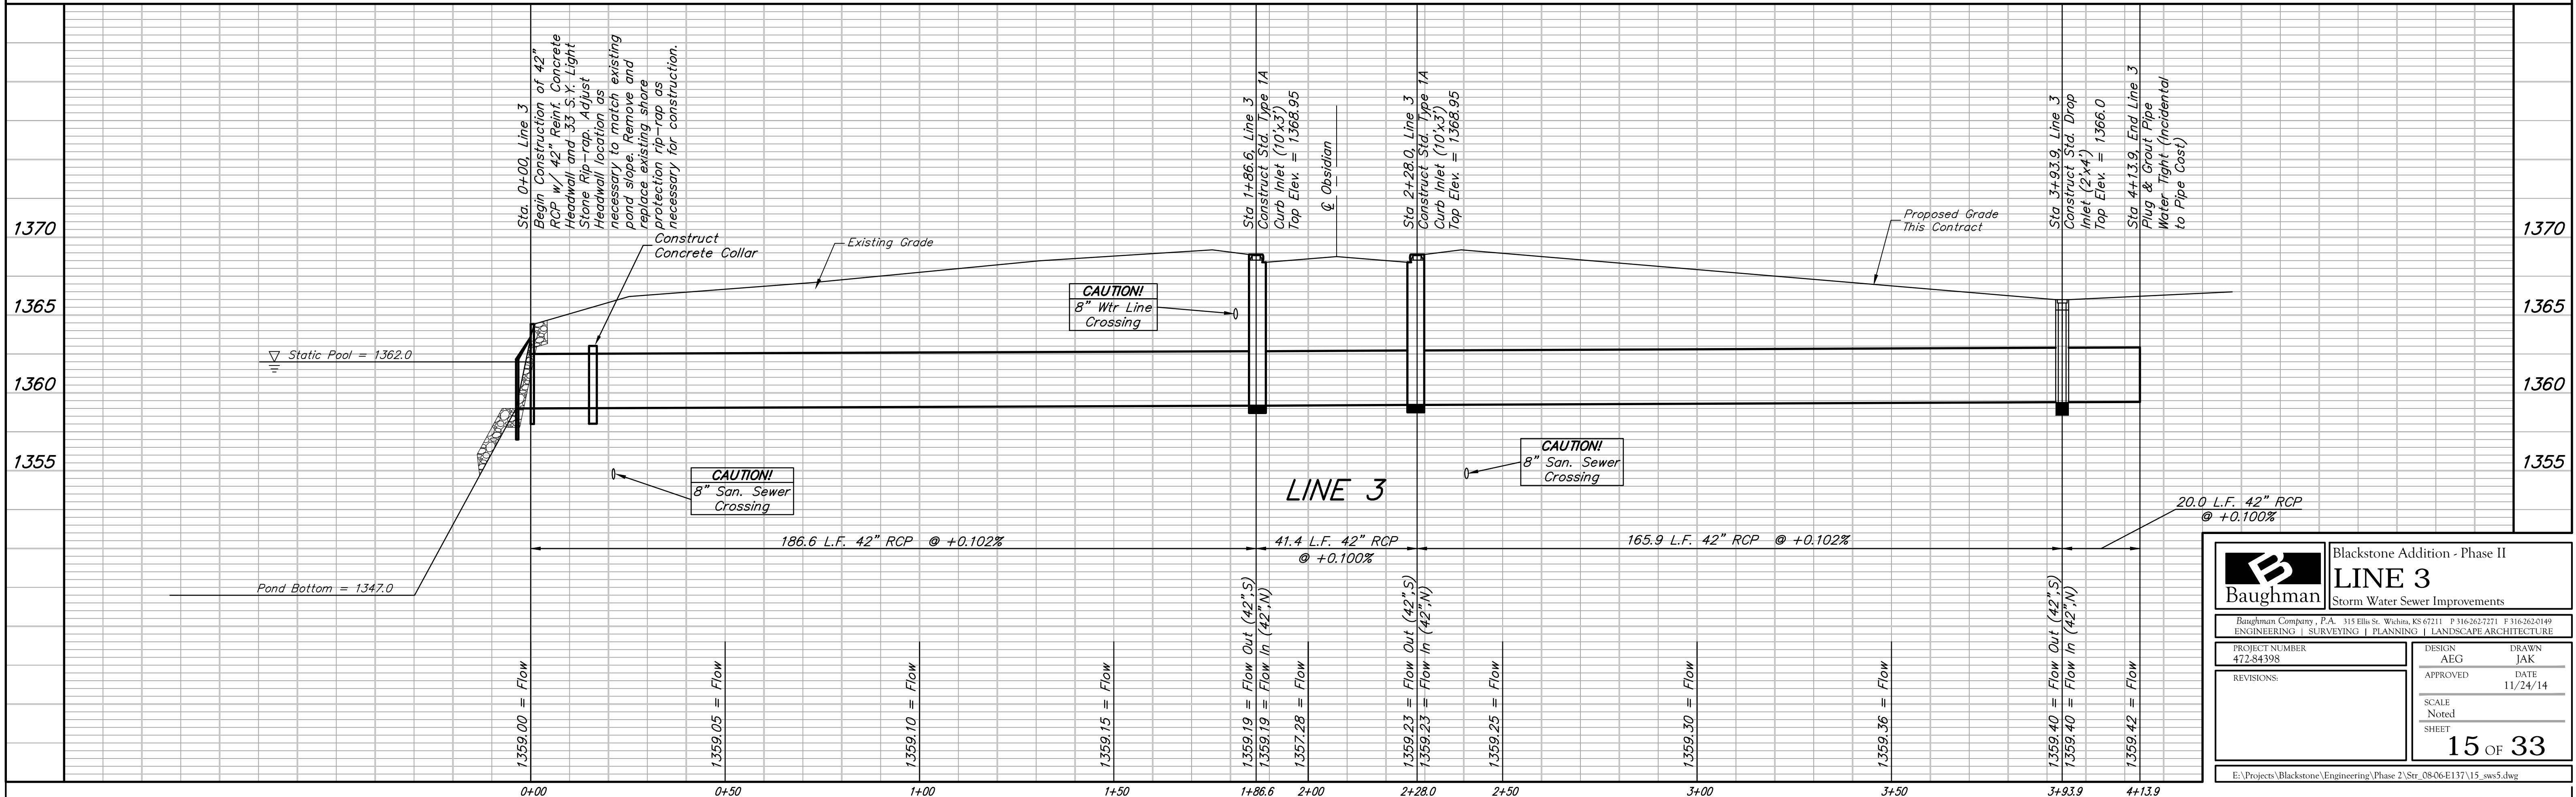 Sta. 0+00, Line 3
Begin Construction of 42"
RCP w/ 42" Reinf. Concrete
Headwall and 33 S.Y. Light
Stone Rip-rap. Adjust
Headwall location as
necessary to match existing
pond slope. Remove and
replace existing shore
protection rip-rap as
necessary for construction.
Sta 1+86.6, Line 3
Construct Std. Type 1A
Curb Inlet (10'x3')
Top Elev. = 1368.95
℄ Obsidian
Sta 2+28.0, Line 3
Construct Std. Type 1A
Curb Inlet (10'x3')
Top Elev. = 1368.95
Sta 3+93.9, Line 3
Construct Std. Drop
Inlet (2'x4')
Top Elev. = 1366.0
Sta 4+13.9, End Line 3
Plug & Grout Pipe
Water Tight (Incidental
to Pipe Cost)
1370
1365
1360
1355
1370
1365
1360
1355
Construct
Concrete Collar
Existing Grade
Proposed Grade
This Contract
CAUTION!
8" Wtr Line
Crossing
Static Pool = 1362.0
CAUTION!
8" San. Sewer
Crossing
CAUTION!
8" San. Sewer
Crossing
LINE 3
20.0 L.F. 42" RCP
@ +0.100%
186.6 L.F. 42" RCP @ +0.102%
41.4 L.F. 42" RCP
@ +0.100%
165.9 L.F. 42" RCP @ +0.102%
Pond Bottom = 1347.0
1359.00 = Flow
1359.05 = Flow
1359.10 = Flow
1359.15 = Flow
1359.19 = Flow Out (42",S)
1359.19 = Flow In (42",N)
1357.28 = Flow
1359.23 = Flow Out (42",S)
1359.23 = Flow In (42",N)
1359.25 = Flow
1359.30 = Flow
1359.36 = Flow
1359.40 = Flow Out (42",S)
1359.40 = Flow In (42",N)
1359.42 = Flow
0+00
0+50
1+00
1+50
1+86.6
2+00
2+28.0
2+50
3+00
3+50
3+93.9
4+13.9
B
Baughman
Blackstone Addition - Phase II
LINE 3
Storm Water Sewer Improvements
Baughman Company, P.A. 315 Ellis St. Wichita, KS 67211 P 316-262-7271 F 316-262-0149
ENGINEERING | SURVEYING | PLANNING | LANDSCAPE ARCHITECTURE
PROJECT NUMBER
472-84398
REVISIONS:
DESIGN
AEG
DRAWN
JAK
APPROVED
DATE
11/24/14
SCALE
Noted
SHEET
15 OF 33
E:\Projects\Blackstone\Engineering\Phase 2\Str_08-06-E137\15_sws5.dwg